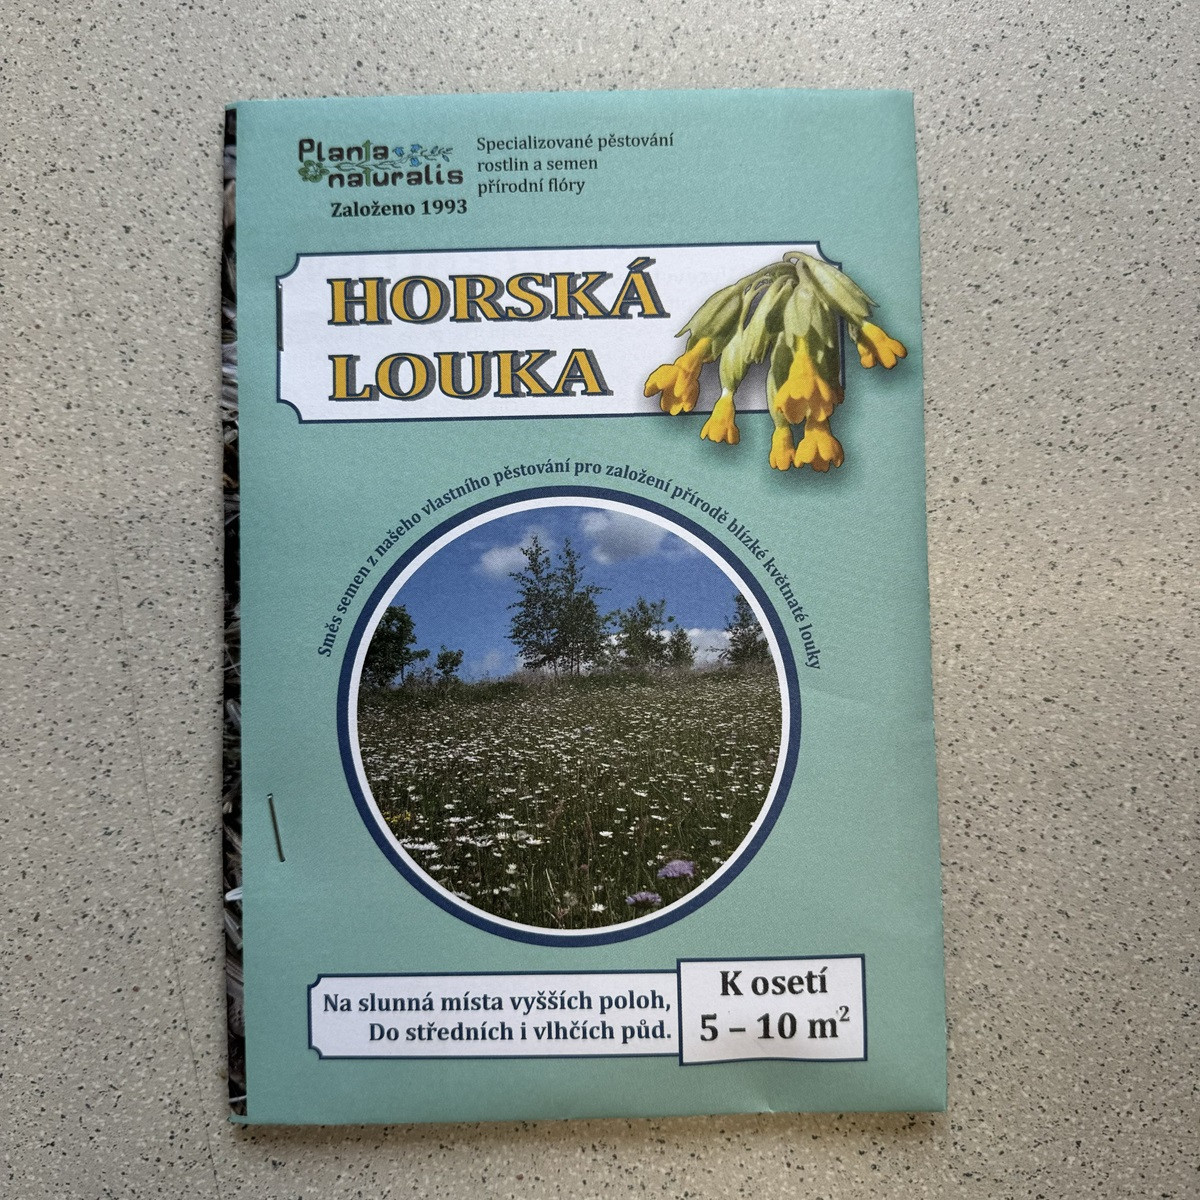 Planta
naturalis
Založeno 1993
Specializované pěstování
rostlin a semen
přírodní flóry
HORSKÁ
LOUKA
Směs semen z našeho vlastního pěstování pro založení přírodě blízké květnaté louky
Na slunná místa vyšších poloh,
Do středních i vlhčích půd.
K osetí
5 – 10 m²